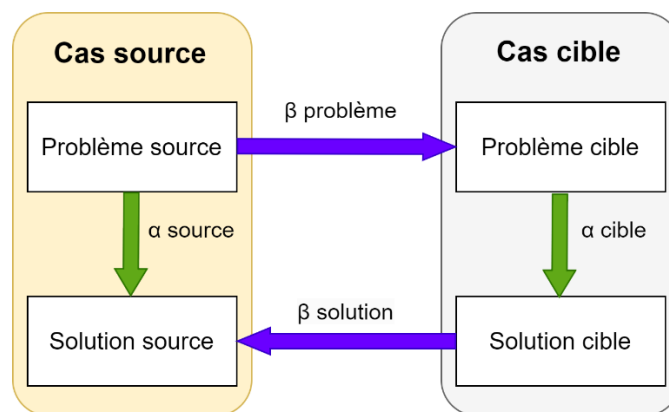 Cas source
Cas cible
β problème
Problème source
Problème cible
α source
α cible
β solution
Solution source
Solution cible